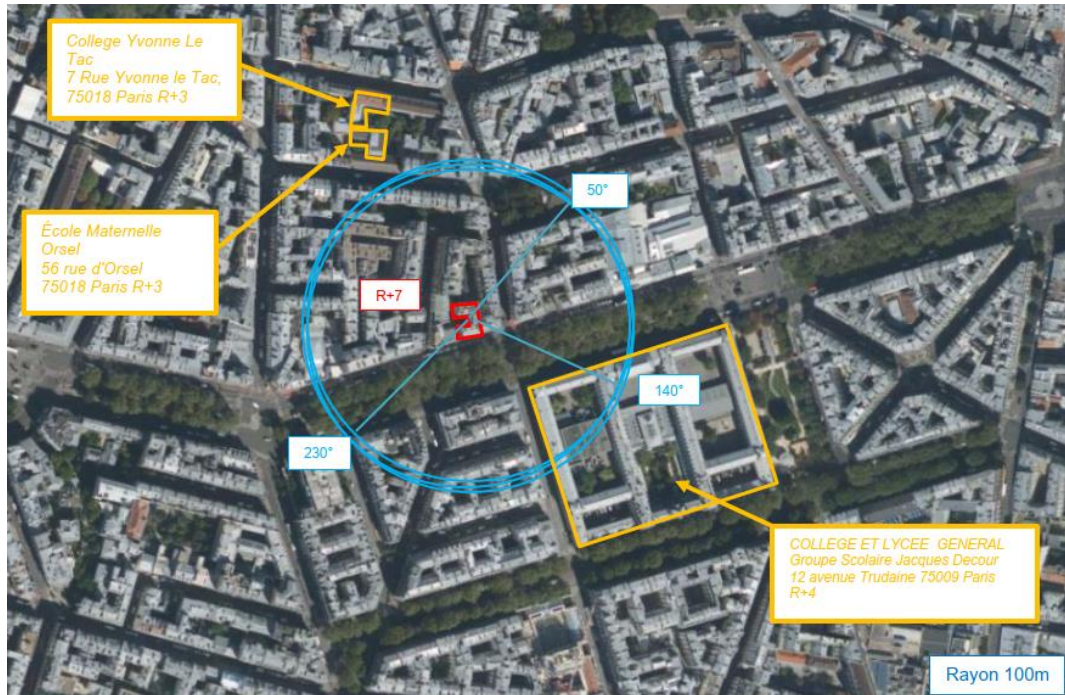 College Yvonne Le
Tac
7 Rue Yvonne le Tac,
75018 Paris R+3
50°
École Maternelle
Orsel
56 rue d'Orsel
75018 Paris R+3
R+7
140°
230°
COLLEGE ET LYCEE GENERAL
Groupe Scolaire Jacques Decour
12 avenue Trudaine 75009 Paris
R+4
Rayon 100m